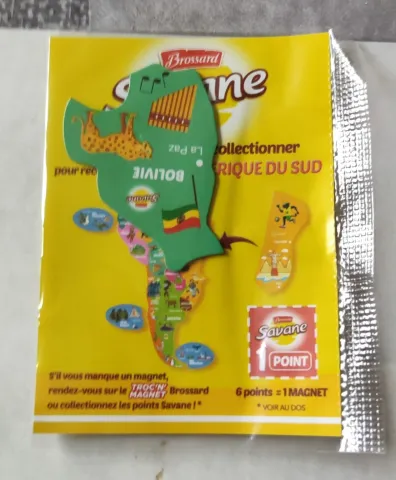 Brossard
Savane
collectionner
pour rec
RIQUE DU SUD
La Paz
BOLIVIE
savane
Brossard
Savane
1 POINT
S'il vous manque un magnet,
rendez-vous sur le TROC'N' MAGNET Brossard
ou collectionnez les points Savane ! *
6 points = 1 MAGNET
* VOIR AU DOS